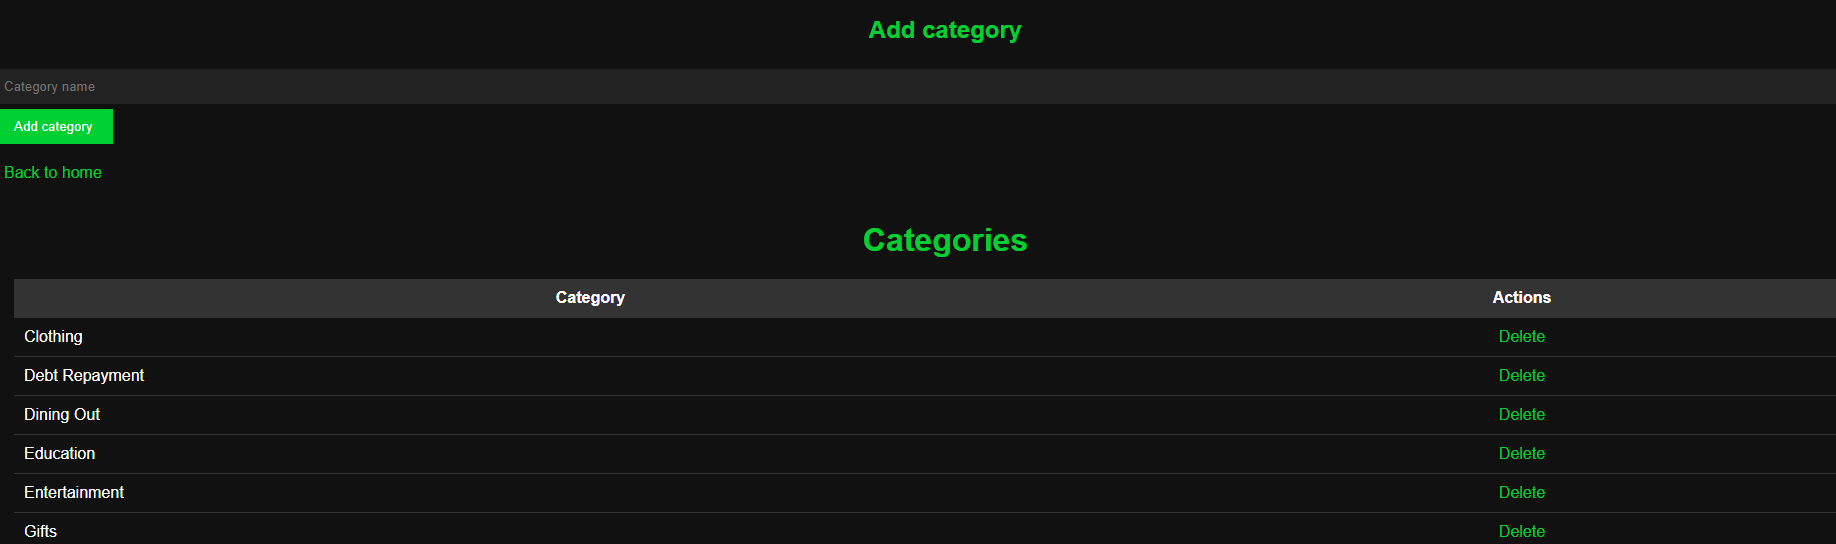 Add category
Category name
Add category
Back to home
Categories
Category Actions
Clothing Delete
Debt Repayment Delete
Dining Out Delete
Education Delete
Entertainment Delete
Gifts Delete